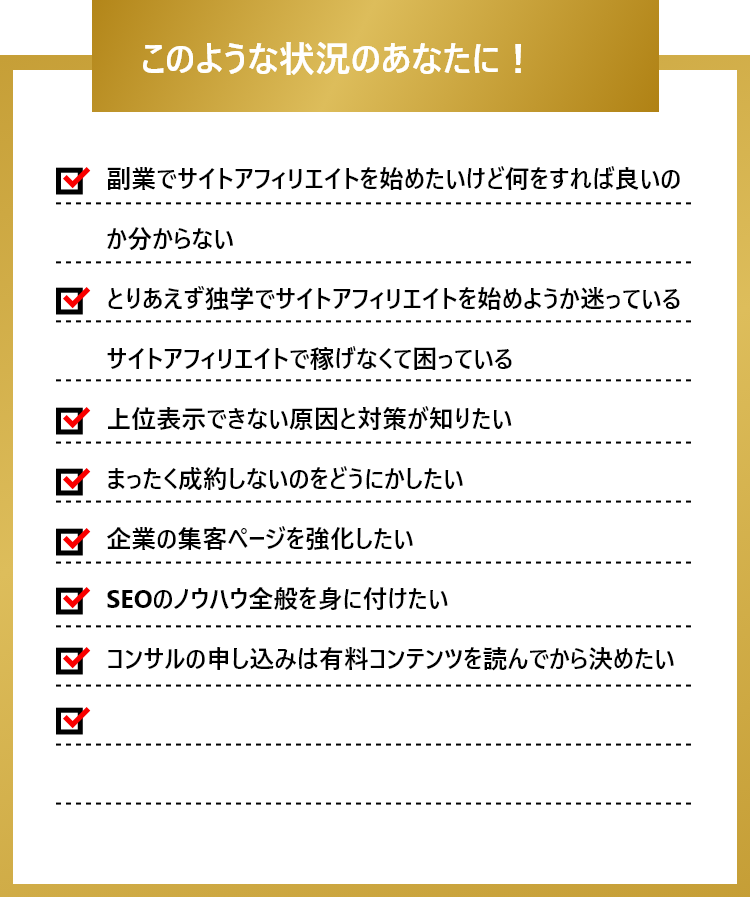 このような状況のあなたに！
副業でサイトアフィリエイトを始めたいけど何をすれば良いの
か分からない
とりあえず独学でサイトアフィリエイトを始めようか迷っている
サイトアフィリエイトで稼げなくて困っている
上位表示できない原因と対策が知りたい
まったく成約しないのをどうにかしたい
企業の集客ページを強化したい
SEOのノウハウ全般を身に付けたい
コンサルの申し込みは有料コンテンツを読んでから決めたい